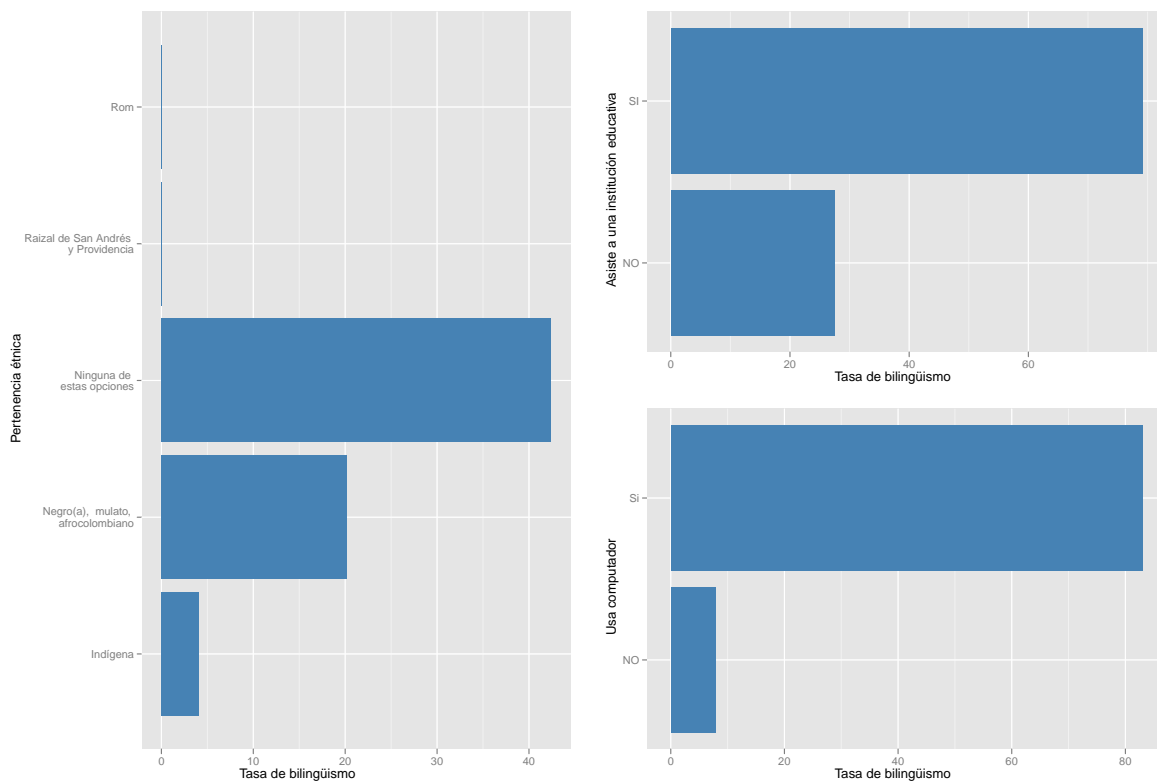 Pertenencia étnica
Rom
Raizal de San Andrés
y Providencia
Ninguna de
estas opciones
Negro(a), mulato,
afrocolombiano
Indígena
0 10 20 30 40
Tasa de bilingüismo
Asiste a una institución educativa
SI
NO
0 20 40 60
Tasa de bilingüismo
Usa computador
Si
NO
0 20 40 60 80
Tasa de bilingüismo